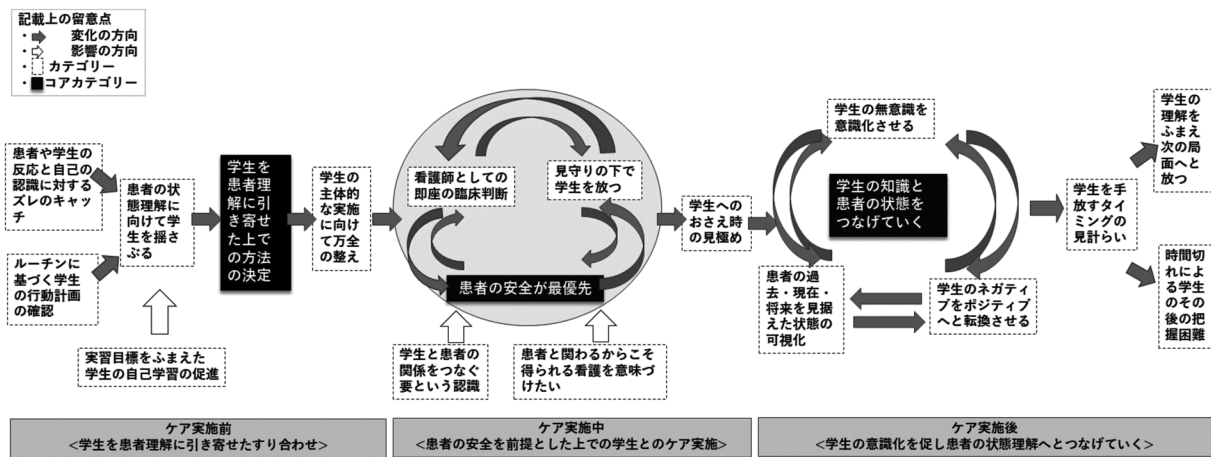 記載上の留意点
・ 変化の方向
・ 影響の方向
・ カテゴリー
・ コアカテゴリー
患者や学生の
反応と自己の
認識に対する
ズレのキャッ
チ
ルーチンに
基づく学生
の行動計画
の確認
患者の状
態理解に
向けて学
生を揺さ
ぶる
実習目標をふまえた
学生の自己学習の促進
学生を
患者理
解に引
き寄せ
た上で
の方法
の決定
学生の
主体的
な実施
に向け
て万全
の整え
看護師としての
即座の臨床判断
見守りの下で
学生を放つ
患者の安全が最優先
学生と患者の
関係をつなぐ
要という認識
患者と関わるからこそ
得られる看護を意味づ
けたい
学生への
おさえ時
の見極め
学生の無意識を
意識化させる
学生の知識と
患者の状態を
つなげていく
患者の過
去・現在・
将来を見据
えた状態の
可視化
学生のネガティ
ブをポジティブ
へと転換させる
学生を手
放すタイ
ミングの
見計らい
学生の
理解を
ふまえ
次の局
面へと
放つ
時間切
れによ
る学生
のその
後の把
握困難
ケア実施前
<学生を患者理解に引き寄せたすり合わせ>
ケア実施中
<患者の安全を前提とした上での学生とのケア実施>
ケア実施後
<学生の意識化を促し患者の状態理解へとつなげていく>